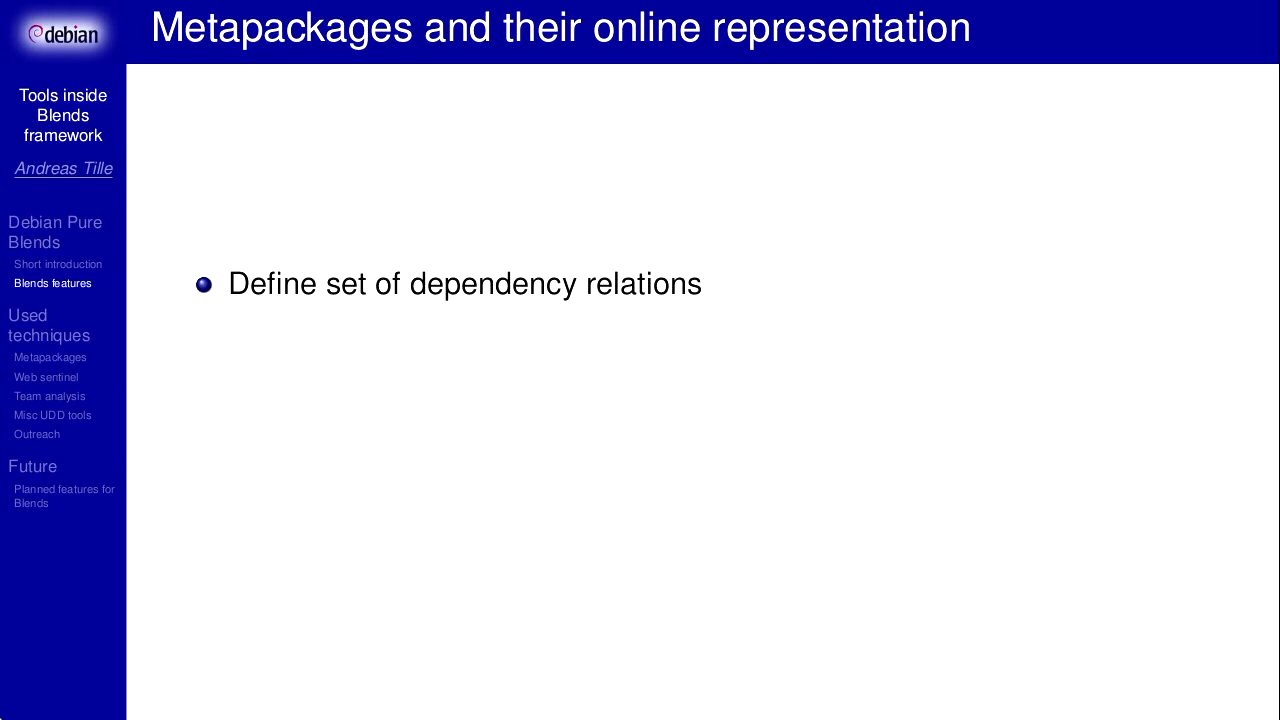 debian
Metapackages and their online representation
Tools inside
Blends
framework
Andreas Tille
Debian Pure
Blends
Short introduction
Blends features
Used
techniques
Metapackages
Web sentinel
Team analysis
Misc UDD tools
Outreach
Future
Planned features for
Blends
Define set of dependency relations